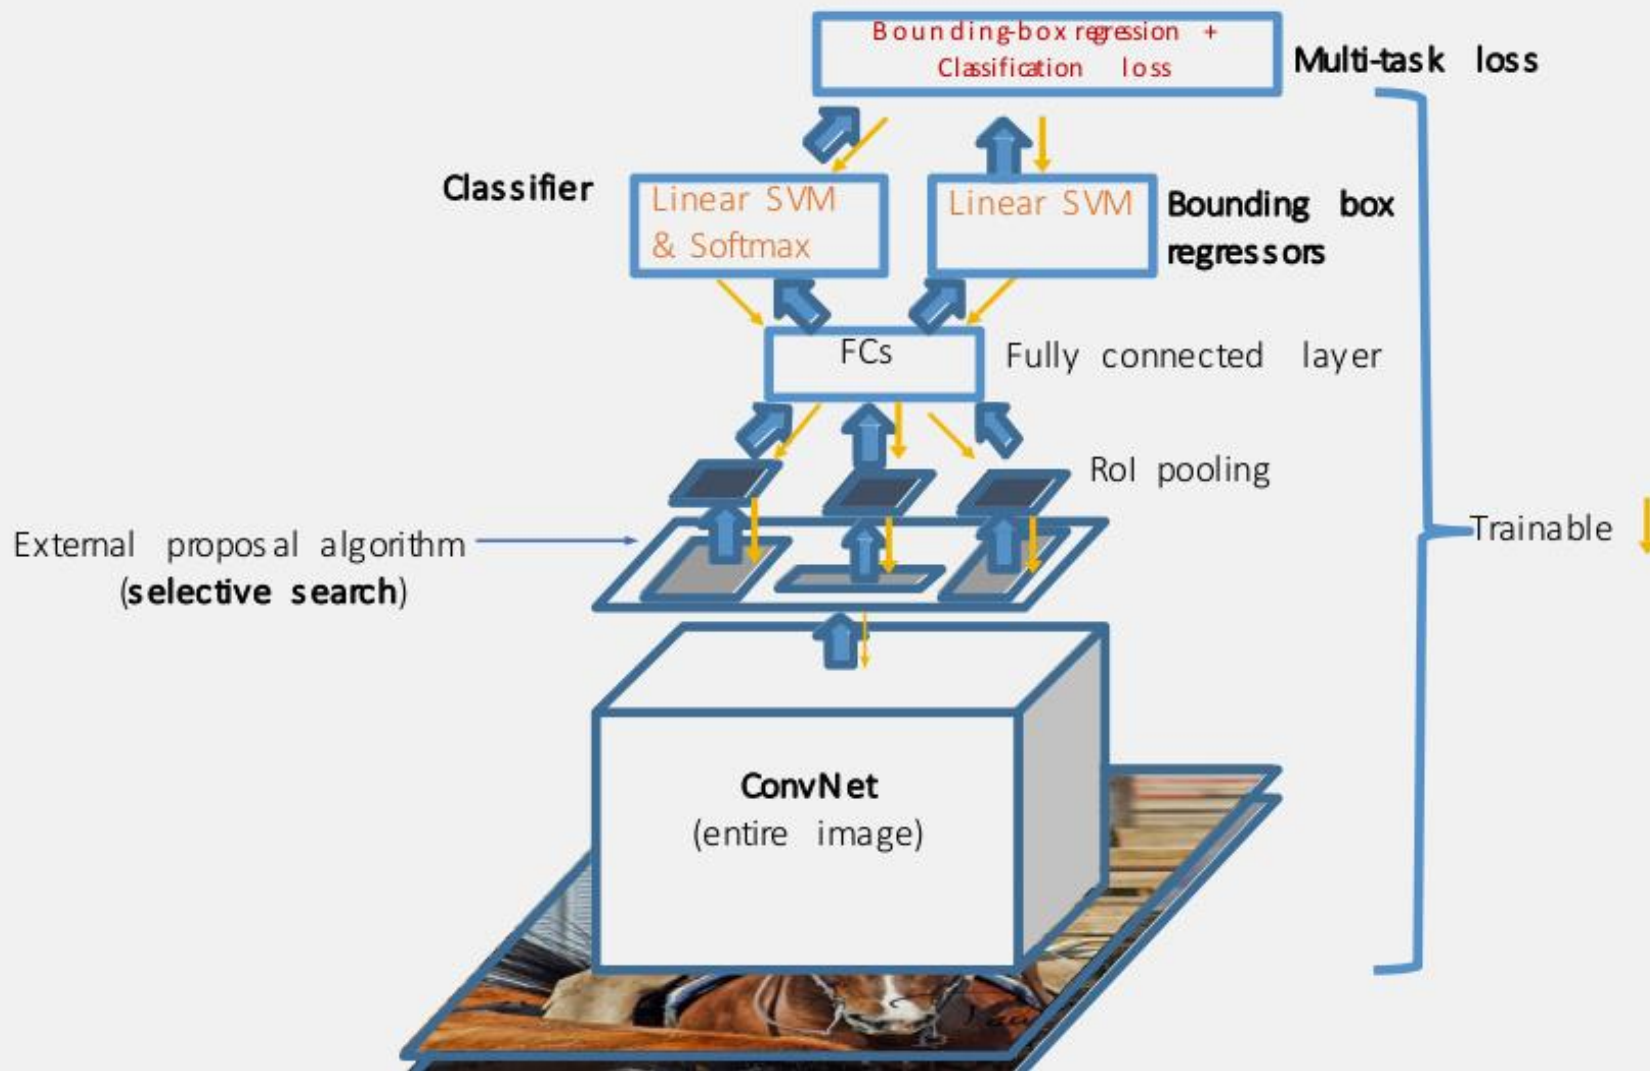 Bounding-box regression +
Classification loss
Multi-task loss
Classifier
Linear SVM
& Softmax
Linear SVM
Bounding box
regressors
FCs
Fully connected layer
RoI pooling
External proposal algorithm
(selective search)
Trainable
ConvNet
(entire image)